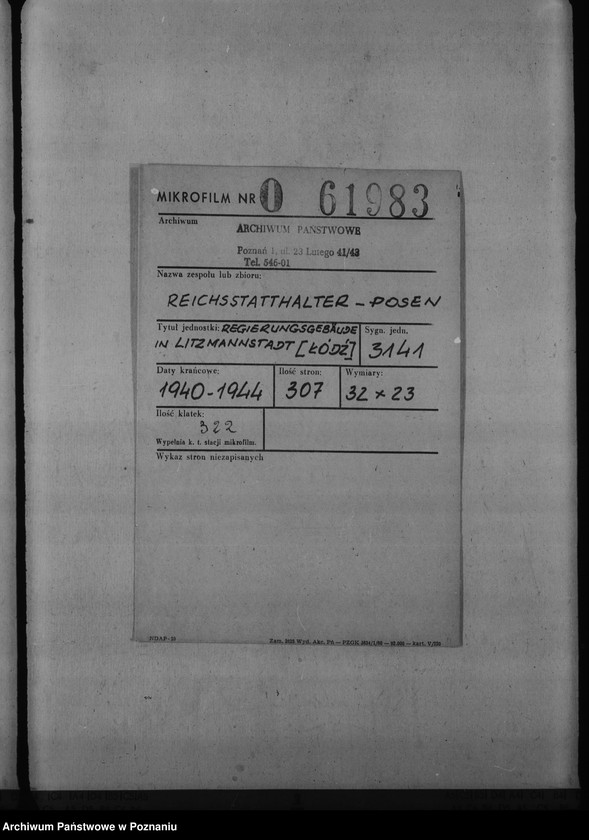 MIKROFILM NR 0 61983
Archiwum
ARCHIWUM PAŃSTWOWE
Poznań 1, ul. 23 Lutego 41/43
Tel. 546-01
Nazwa zespołu lub zbioru:
REICHSSTATTHALTER – POSEN
Tytuł jednostki: REGIERUNGSGEBÄUDE
IN LITZMANNSTADT [ŁÓDŹ]
Sygn. jedn.
3141
Daty krańcowe:
1940-1944
Ilość stron:
307
Wymiary:
32 × 23
Ilość klatek:
322
Wypełnia k. t. stacji mikrofilm.
Wykaz stron niezapisanych
Archiwum Państwowe w Poznaniu